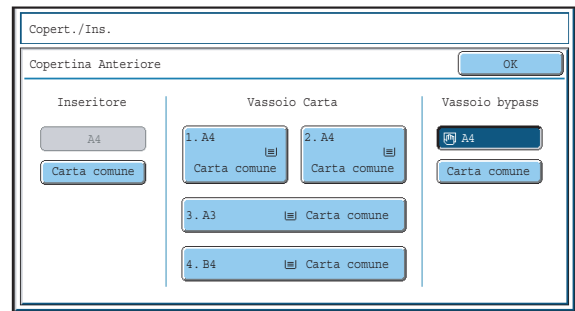 Copert./Ins.
Copertina Anteriore
OK
Inseritore
Vassoio Carta
Vassoio bypass
A4
Carta comune
1. A4
Carta comune
2. A4
Carta comune
3. A3 Carta comune
4. B4 Carta comune
A4
Carta comune